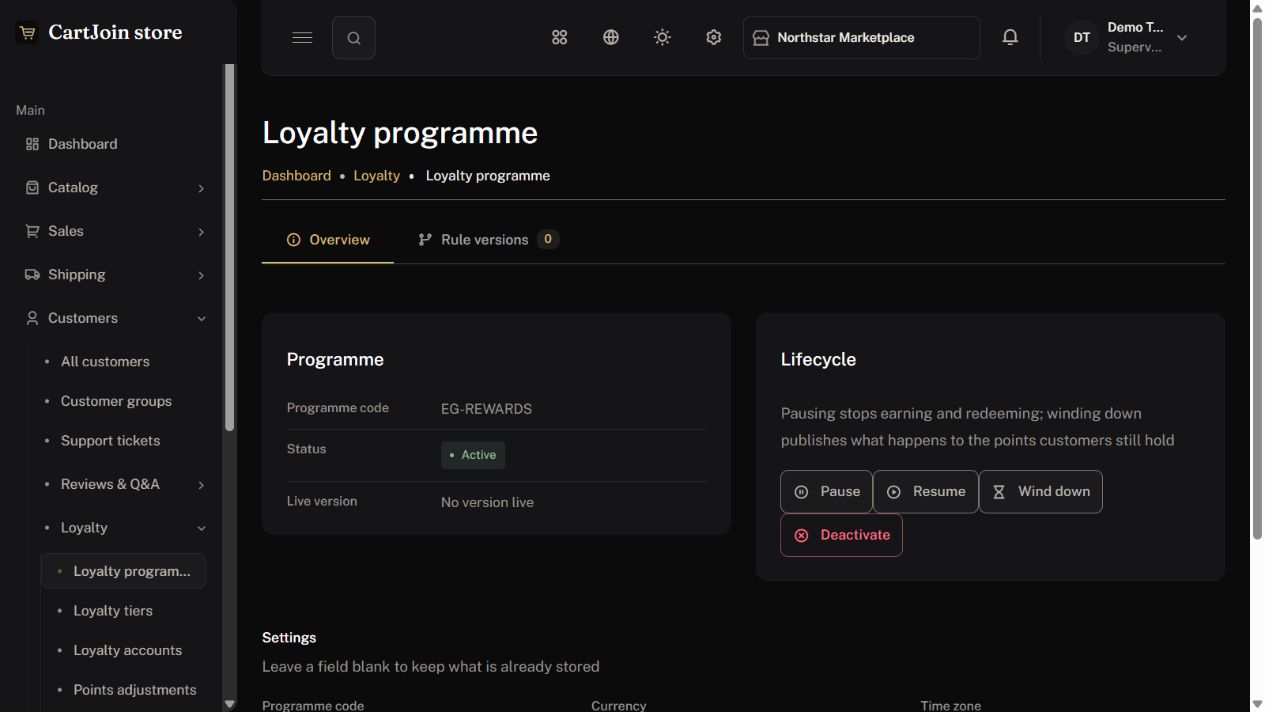 CartJoin store
Northstar Marketplace
DT
Demo T...
Superv...
Main
Dashboard
Catalog
Sales
Shipping
Customers
All customers
Customer groups
Support tickets
Reviews & Q&A
Loyalty
Loyalty program...
Loyalty tiers
Loyalty accounts
Points adjustments
Loyalty programme
Dashboard • Loyalty • Loyalty programme
Overview
Rule versions 0
Programme
Programme code EG-REWARDS
Status • Active
Live version No version live
Lifecycle
Pausing stops earning and redeeming; winding down
publishes what happens to the points customers still hold
Pause Resume Wind down
Deactivate
Settings
Leave a field blank to keep what is already stored
Programme code Currency Time zone